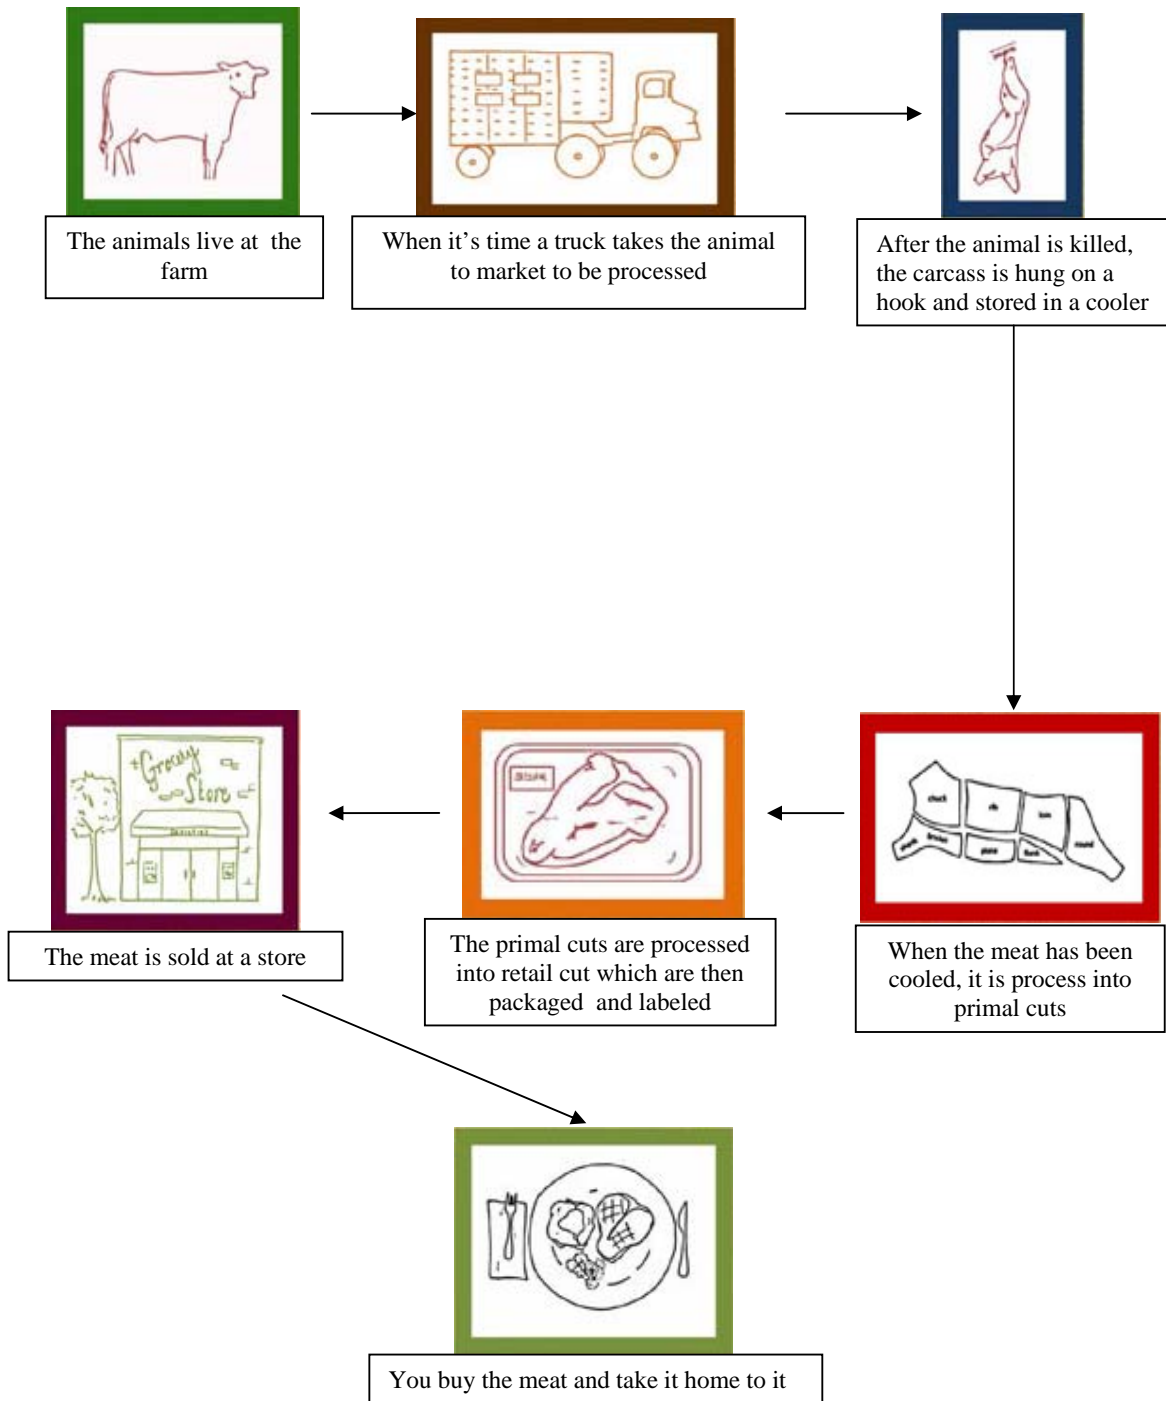 The animals live at  the
farm
When it’s time a truck takes the animal
to market to be processed
After the animal is killed,
the carcass is hung on a
hook and stored in a cooler
Grocery
Store
The meat is sold at a store
The primal cuts are processed
into retail cut which are then
packaged  and labeled
chuck
rib
loin
round
shank
brisket
plate
flank
When the meat has been
cooled, it is process into
primal cuts
You buy the meat and take it home to it